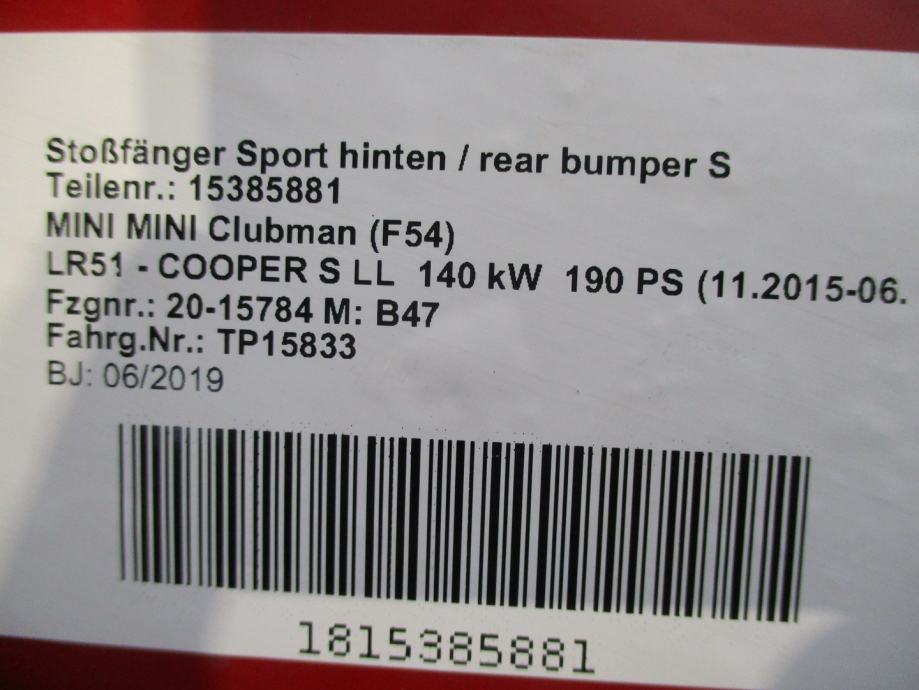 Stoßfänger Sport hinten / rear bumper S
Teilenr.: 15385881
MINI MINI Clubman (F54)
LR51 - COOPER S LL  140 kW  190 PS (11.2015-06.
Fzgnr.: 20-15784 M: B47
Fahrg.Nr.: TP15833
BJ: 06/2019
1815385881